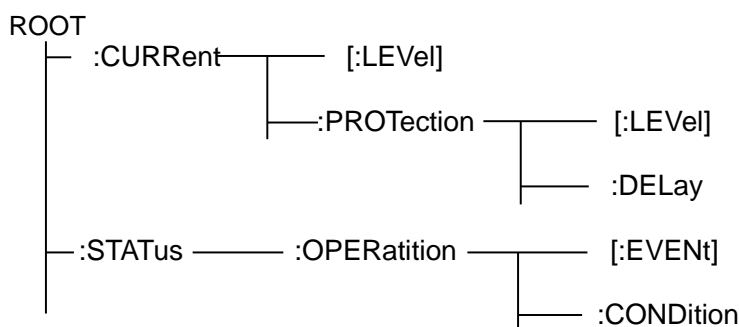 ROOT
:CURRent [:LEVel]
:PROTection [:LEVel]
:DELay
:STATus :OPERatition [:EVENt]
:CONDition